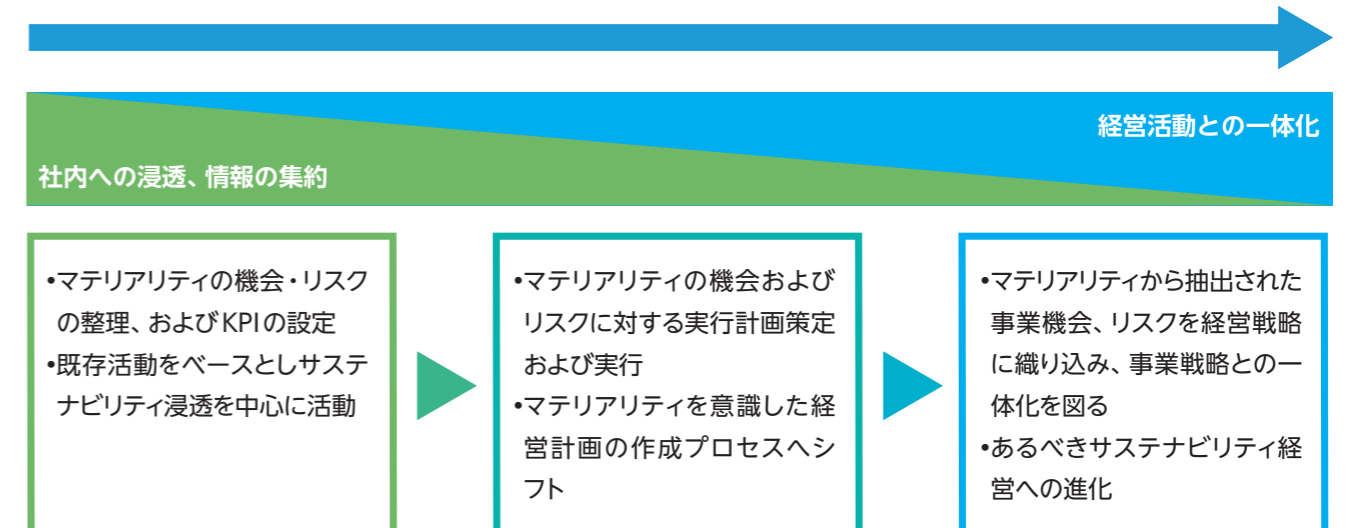 経営活動との一体化
社内への浸透、情報の集約
•マテリアリティの機会・リスク
の整理、およびKPIの設定
•既存活動をベースとしサステ
ナビリティ浸透を中心に活動
•マテリアリティの機会および
リスクに対する実行計画策定
および実行
•マテリアリティを意識した経
営計画の作成プロセスへシ
フト
•マテリアリティから抽出された
事業機会、リスクを経営戦略
に織り込み、事業戦略との一
体化を図る
•あるべきサステナビリティ経
営への進化